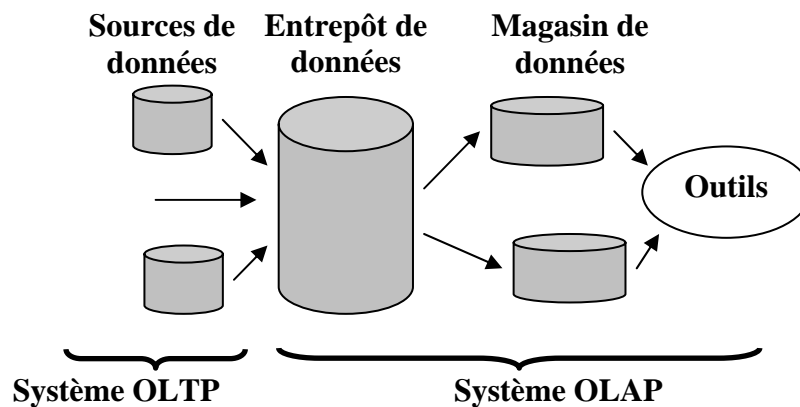 Sources de
données
Entrepôt de
données
Magasin de
données
Outils
Système OLTP
Système OLAP